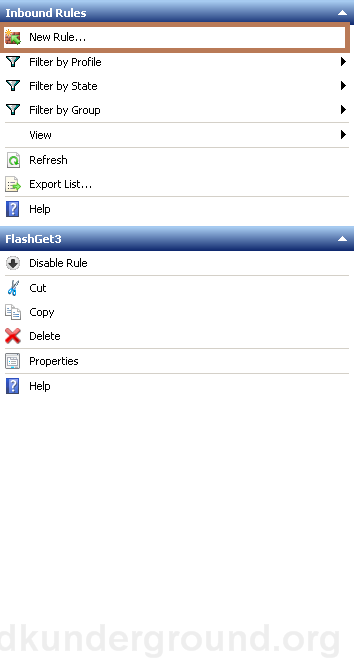 Inbound Rules
New Rule...
Filter by Profile
Filter by State
Filter by Group
View
Refresh
Export List...
Help
FlashGet3
Disable Rule
Cut
Copy
Delete
Properties
Help
dkunderground.org